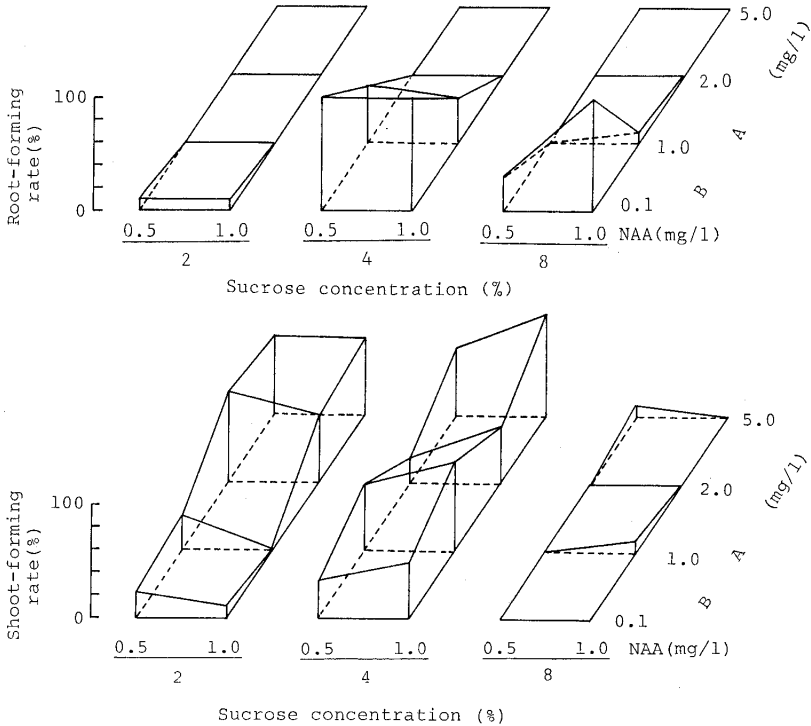 Root-forming
rate(%)
100
0
5.0
2.0
1.0
0.1
B A (mg/l)
0.5 1.0 0.5 1.0 0.5 1.0 NAA(mg/l)
2 4 8
Sucrose concentration (%)
Shoot-forming
rate(%)
100
0
5.0
2.0
1.0
0.1
B A (mg/l)
0.5 1.0 0.5 1.0 0.5 1.0 NAA(mg/l)
2 4 8
Sucrose concentration (%)